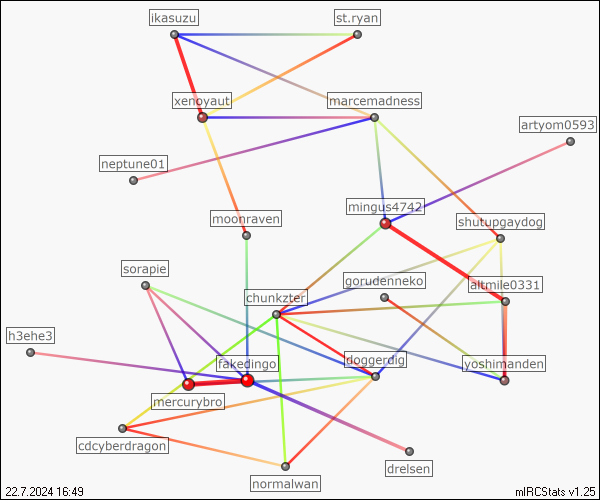 ikasuzu
st.ryan
xenoyaut
marcemadness
artyom0593
neptune01
mingus4742
moonraven
shutupgaydog
sorapie
gorudenneko
altmile0331
chunkzter
h3ehe3
fakedingo
doggerdig
yoshimanden
mercurybro
cdcyberdragon
drelsen
normalwan
22.7.2024 16:49
mIRCStats v1.25